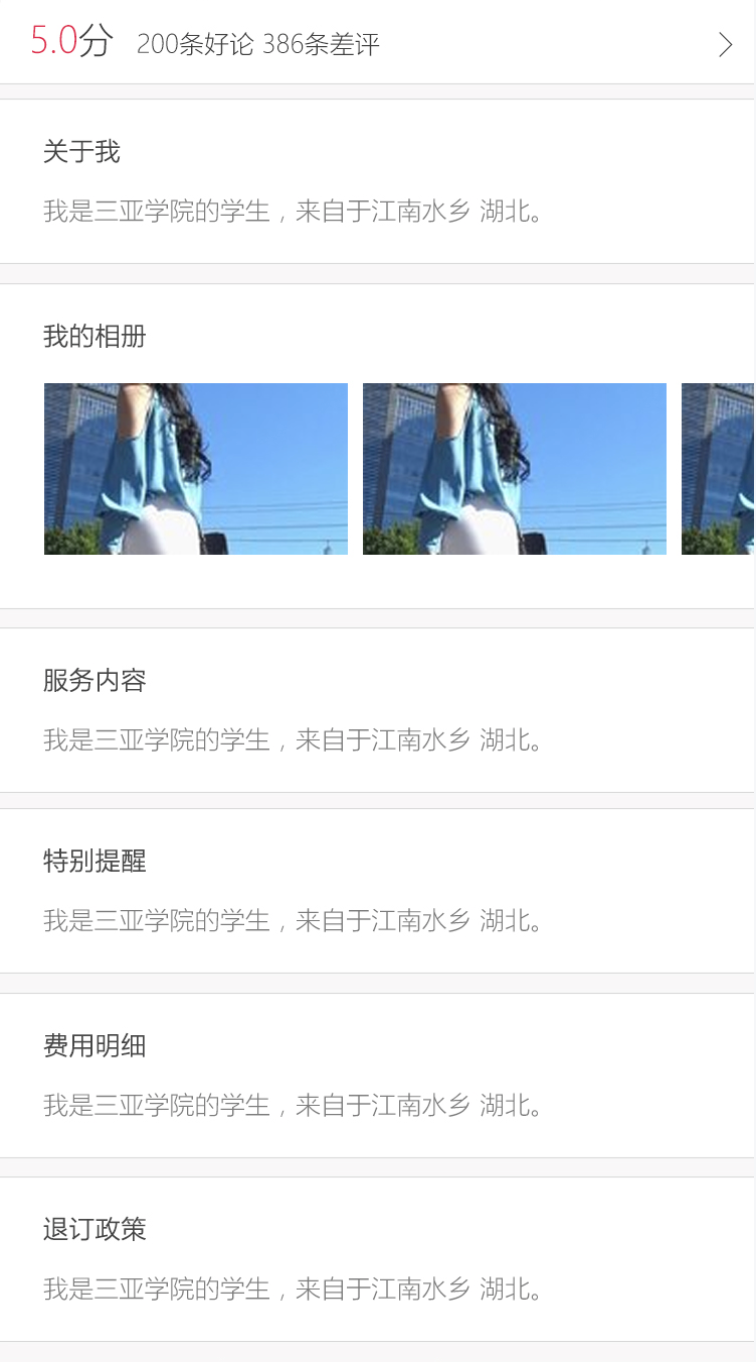 5.0分 200条好论 386条差评
关于我
我是三亚学院的学生，来自于江南水乡 湖北。
我的相册
服务内容
我是三亚学院的学生，来自于江南水乡 湖北。
特别提醒
我是三亚学院的学生，来自于江南水乡 湖北。
费用明细
我是三亚学院的学生，来自于江南水乡 湖北。
退订政策
我是三亚学院的学生，来自于江南水乡 湖北。